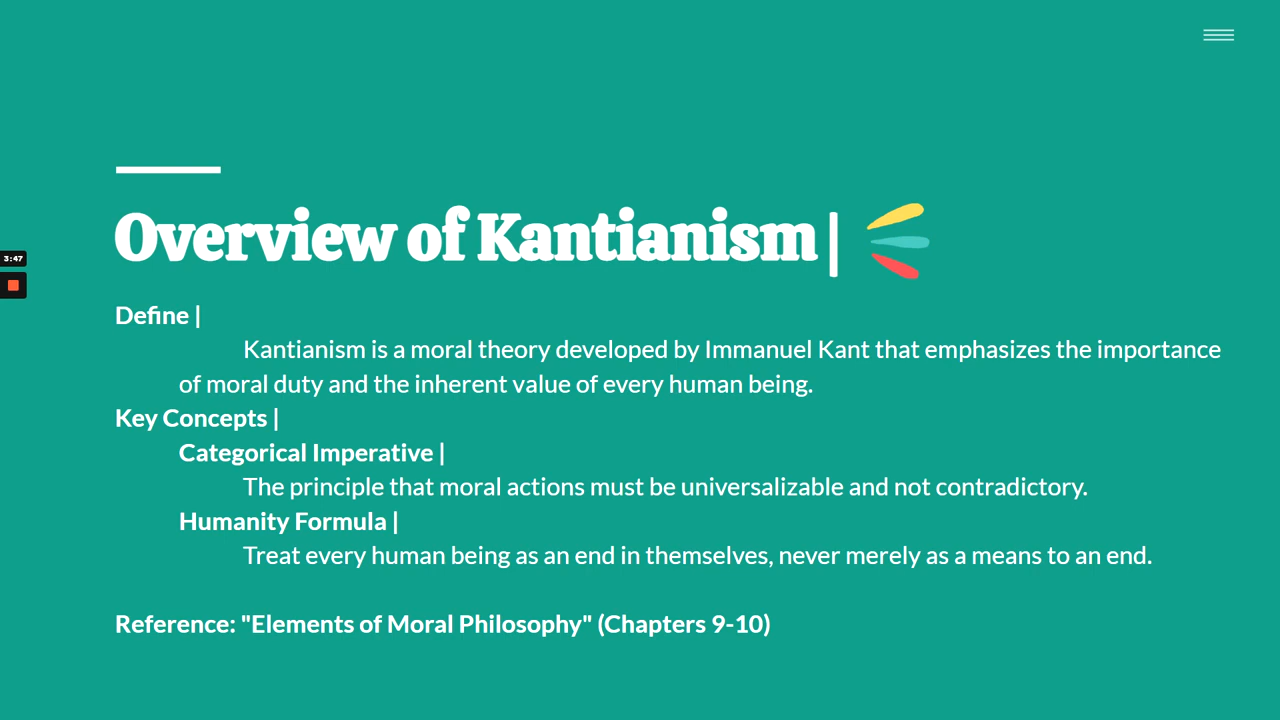 Overview of Kantianism|
3:47
Define |
Kantianism is a moral theory developed by Immanuel Kant that emphasizes the importance
of moral duty and the inherent value of every human being.
Key Concepts |
Categorical Imperative |
The principle that moral actions must be universalizable and not contradictory.
Humanity Formula |
Treat every human being as an end in themselves, never merely as a means to an end.
Reference: "Elements of Moral Philosophy" (Chapters 9-10)